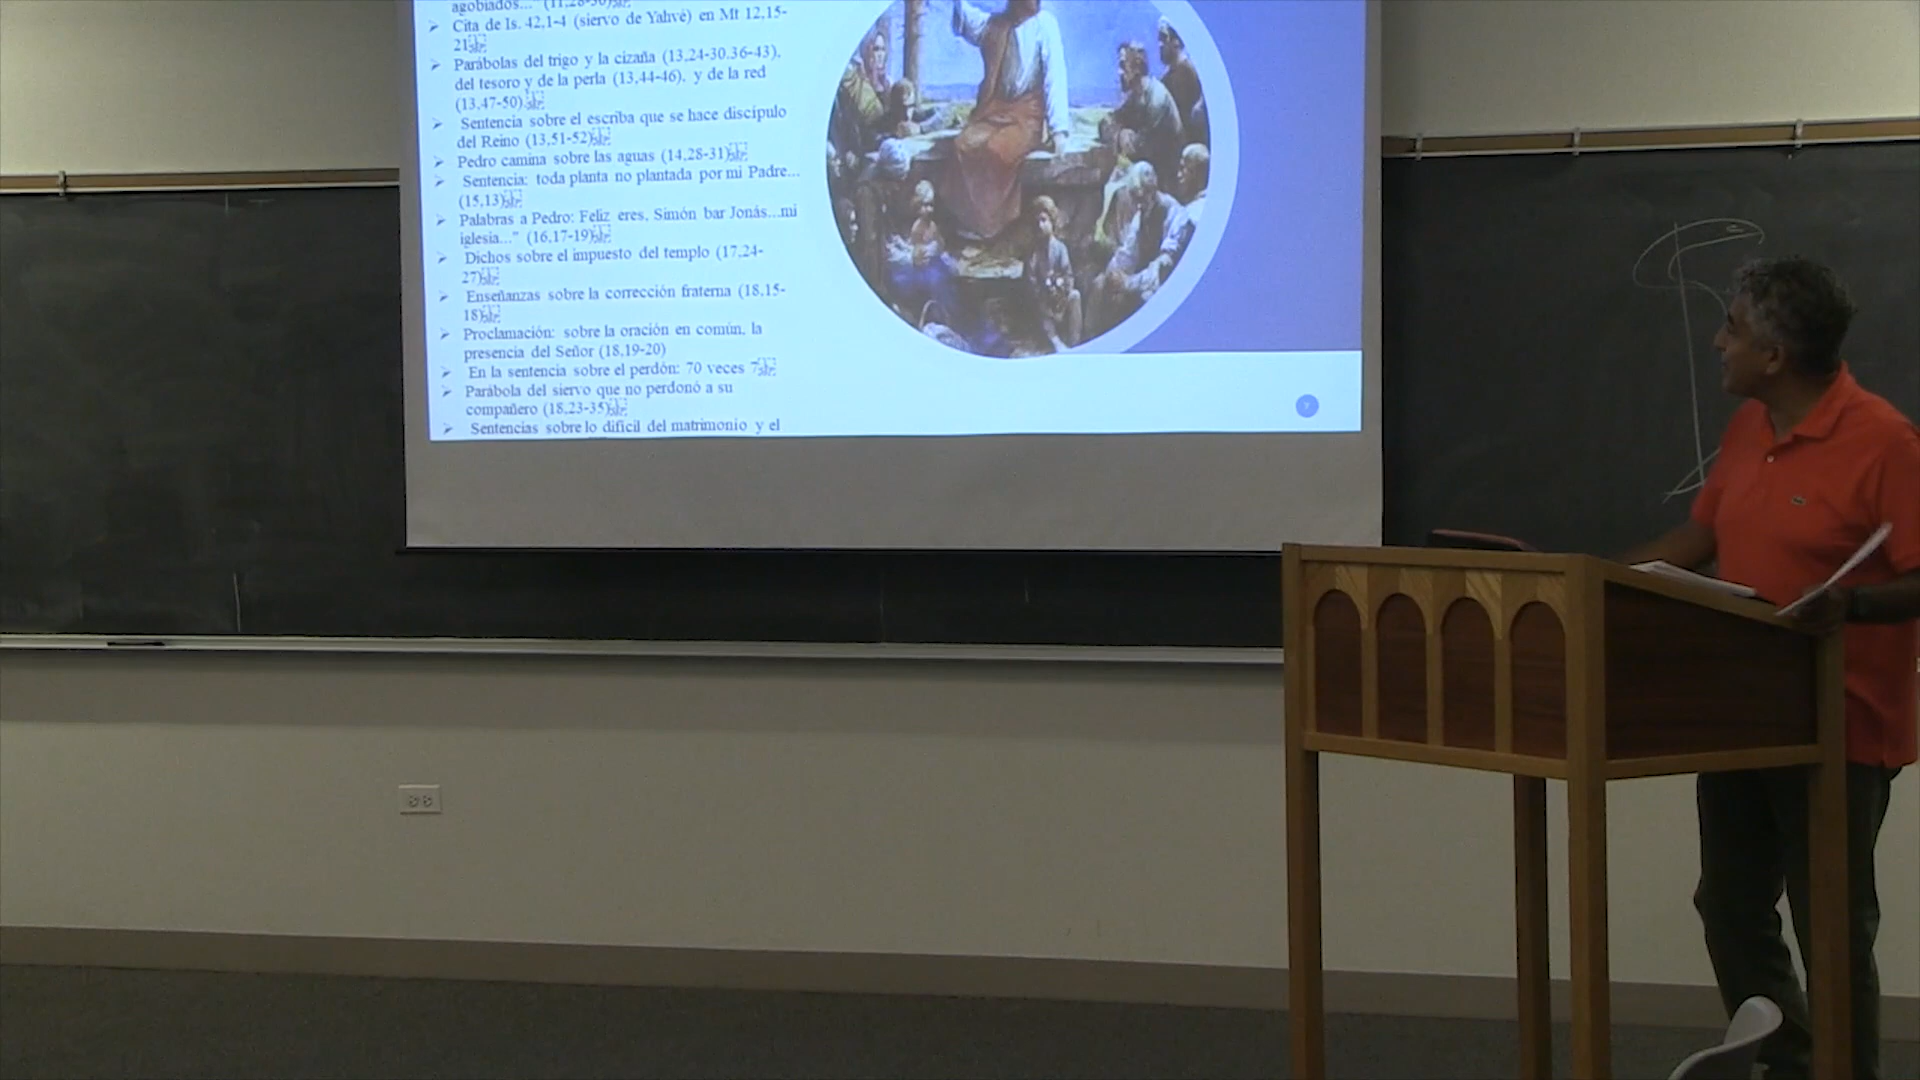 agobiados..." (11,28-30)
➤ Cita de Is. 42,1-4 (siervo de Yahvé) en Mt 12,15-
21
➤ Parábolas del trigo y la cizaña (13,24-30.36-43),
del tesoro y de la perla (13,44-46), y de la red
(13,47-50)
➤ Sentencia sobre el escriba que se hace discípulo
del Reino (13,51-52)
➤ Pedro camina sobre las aguas (14,28-31)
➤ Sentencia: toda planta no plantada por mi Padre...
(15,13)
➤ Palabras a Pedro: Feliz eres, Simón bar Jonás...mi
iglesia..." (16,17-19)
➤ Dichos sobre el impuesto del templo (17,24-
27)
➤ Enseñanzas sobre la corrección fraterna (18,15-
18)
➤ Proclamación: sobre la oración en común, la
presencia del Señor (18,19-20)
➤ En la sentencia sobre el perdón: 70 veces 7
➤ Parábola del siervo que no perdonó a su
compañero (18,23-35)
➤ Sentencias sobre lo difícil del matrimonio y el